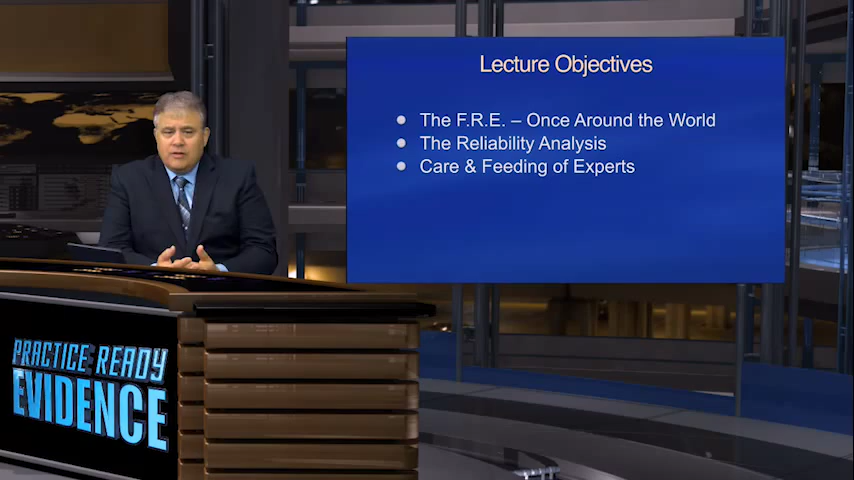 Lecture Objectives
The F.R.E. – Once Around the World
The Reliability Analysis
Care & Feeding of Experts
PRACTICE READY
EVIDENCE